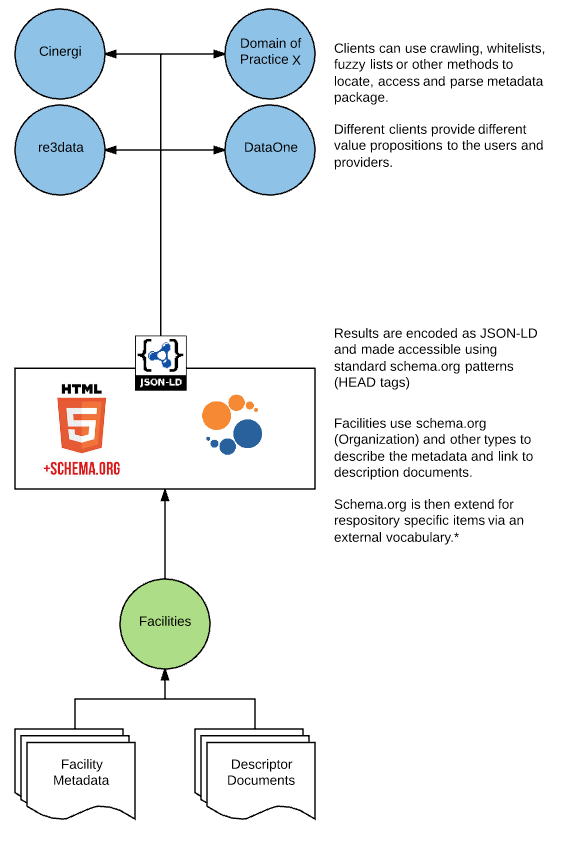 Cinergi
Domain of
Practice X
Clients can use crawling, whitelists,
fuzzy lists or other methods to
locate, access and parse metadata
package.
re3data
DataOne
Different clients provide different
value propositions to the users and
providers.
{ }
JSON-LD
Results are encoded as JSON-LD
and made accessible using
standard schema.org patterns
(HEAD tags)
HTML
5
+SCHEMA.ORG
Facilities use schema.org
(Organization) and other types to
describe the metadata and link to
description documents.
Schema.org is then extend for
respository specific items via an
external vocabulary.*
Facilities
Facility
Metadata
Descriptor
Documents